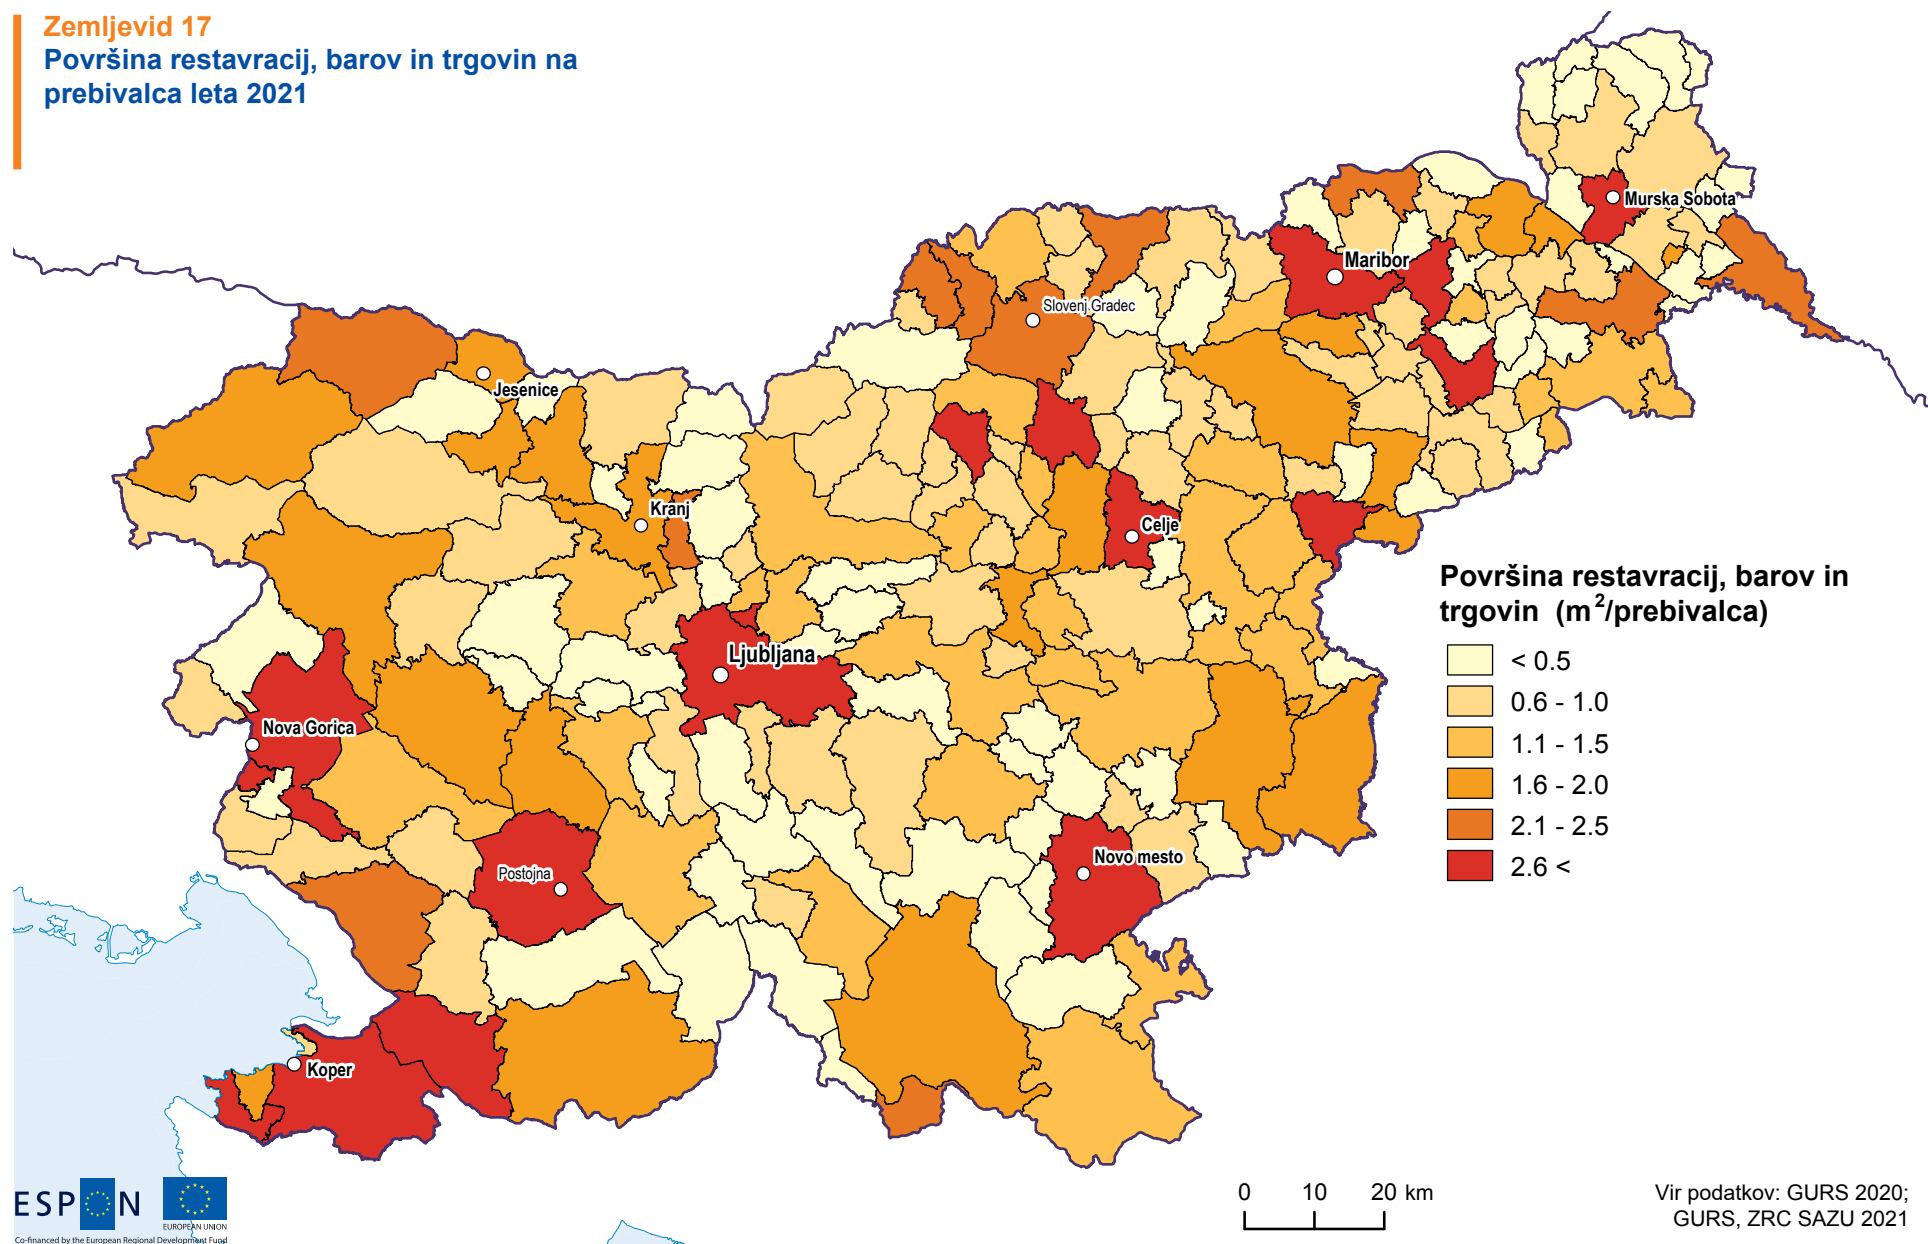 Zemljevid 17
Površina restavracij, barov in trgovin na
prebivalca leta 2021
Murska Sobota
Maribor
Slovenj Gradec
Jesenice
Kranj
Celje
Ljubljana
Nova Gorica
Novo mesto
Postojna
Koper
Površina restavracij, barov in
trgovin (m²/prebivalca)
< 0.5
0.6 - 1.0
1.1 - 1.5
1.6 - 2.0
2.1 - 2.5
2.6 <
0 10 20 km
Vir podatkov: GURS 2020;
GURS, ZRC SAZU 2021
ESPON
EUROPEAN UNION
Co-financed by the European Regional Development Fund